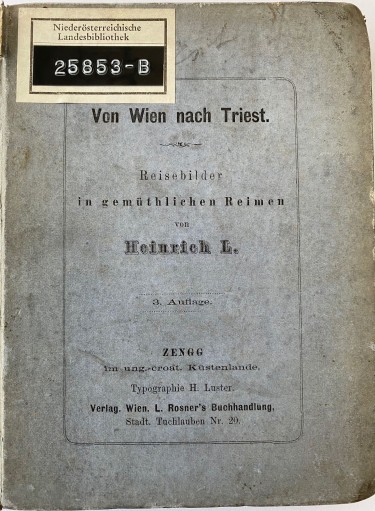 Niederösterreichische
Landesbibliothek
25853-B
Von Wien nach Triest.
Reisebilder
in gemüthlichen Reimen
von
Heinrich L.
3. Auflage.
ZENGG
im ung.-croat. Küstenlande.
Typographie H. Luster.
Verlag. Wien. L. Rosner's Buchhandlung,
Stadt. Tuchlauben Nr. 29.